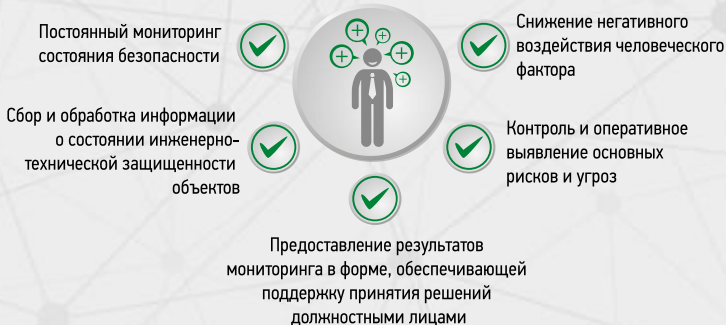 Постоянный мониторинг
состояния безопасности
Сбор и обработка информации
о состоянии инженерно-
технической защищенности
объектов
Снижение негативного
воздействия человеческого
фактора
Контроль и оперативное
выявление основных
рисков и угроз
Предоставление результатов
мониторинга в форме, обеспечивающей
поддержку принятия решений
должностными лицами